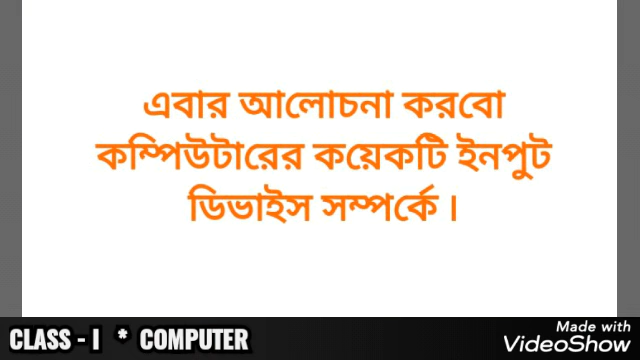 এবার আলোচনা করবো
কম্পিউটারের কয়েকটি ইনপুট
ডিভাইস সম্পর্কে।
CLASS - I * COMPUTER
Made with
VideoShow